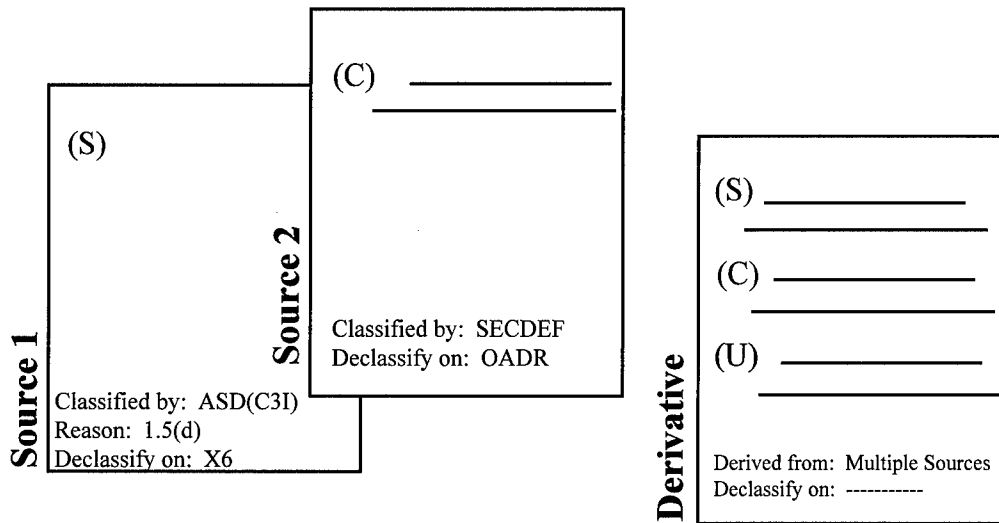 Source 1
(S)
Classified by: ASD(C3I)
Reason: 1.5(d)
Declassify on: X6
Source 2
(C)
Classified by: SECDEF
Declassify on: OADR
Derivative
(S)
(C)
(U)
Derived from: Multiple Sources
Declassify on: -----------